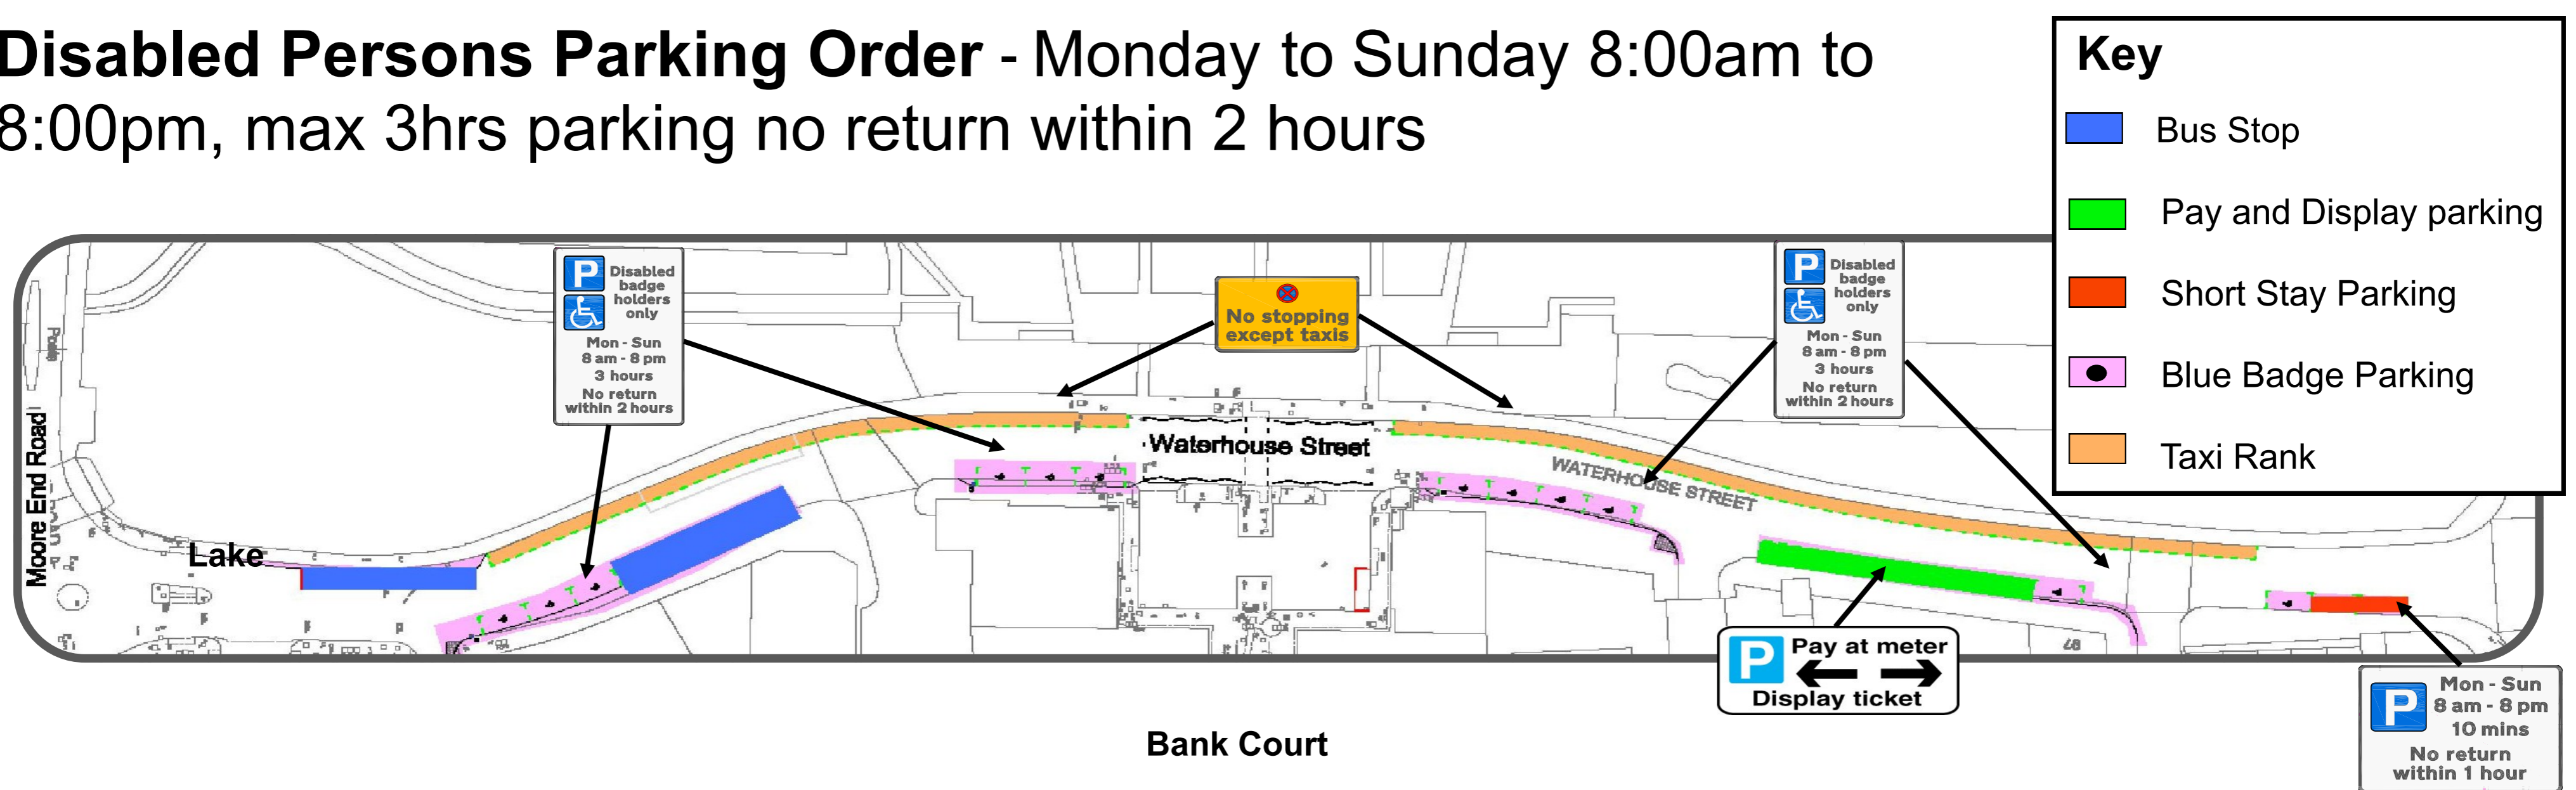 Disabled Persons Parking Order - Monday to Sunday 8:00am to
8:00pm, max 3hrs parking no return within 2 hours
Key
Bus Stop
Pay and Display parking
Short Stay Parking
Blue Badge Parking
Taxi Rank
P Disabled
badge
holders
only
Mon - Sun
8 am - 8 pm
3 hours
No return
within 2 hours
No stopping
except taxis
P Disabled
badge
holders
only
Mon - Sun
8 am - 8 pm
3 hours
No return
within 2 hours
Moore End Road
Lake
Waterhouse Street
WATERHOUSE STREET
48
P Pay at meter
Display ticket
P Mon - Sun
8 am - 8 pm
10 mins
No return
within 1 hour
Bank Court